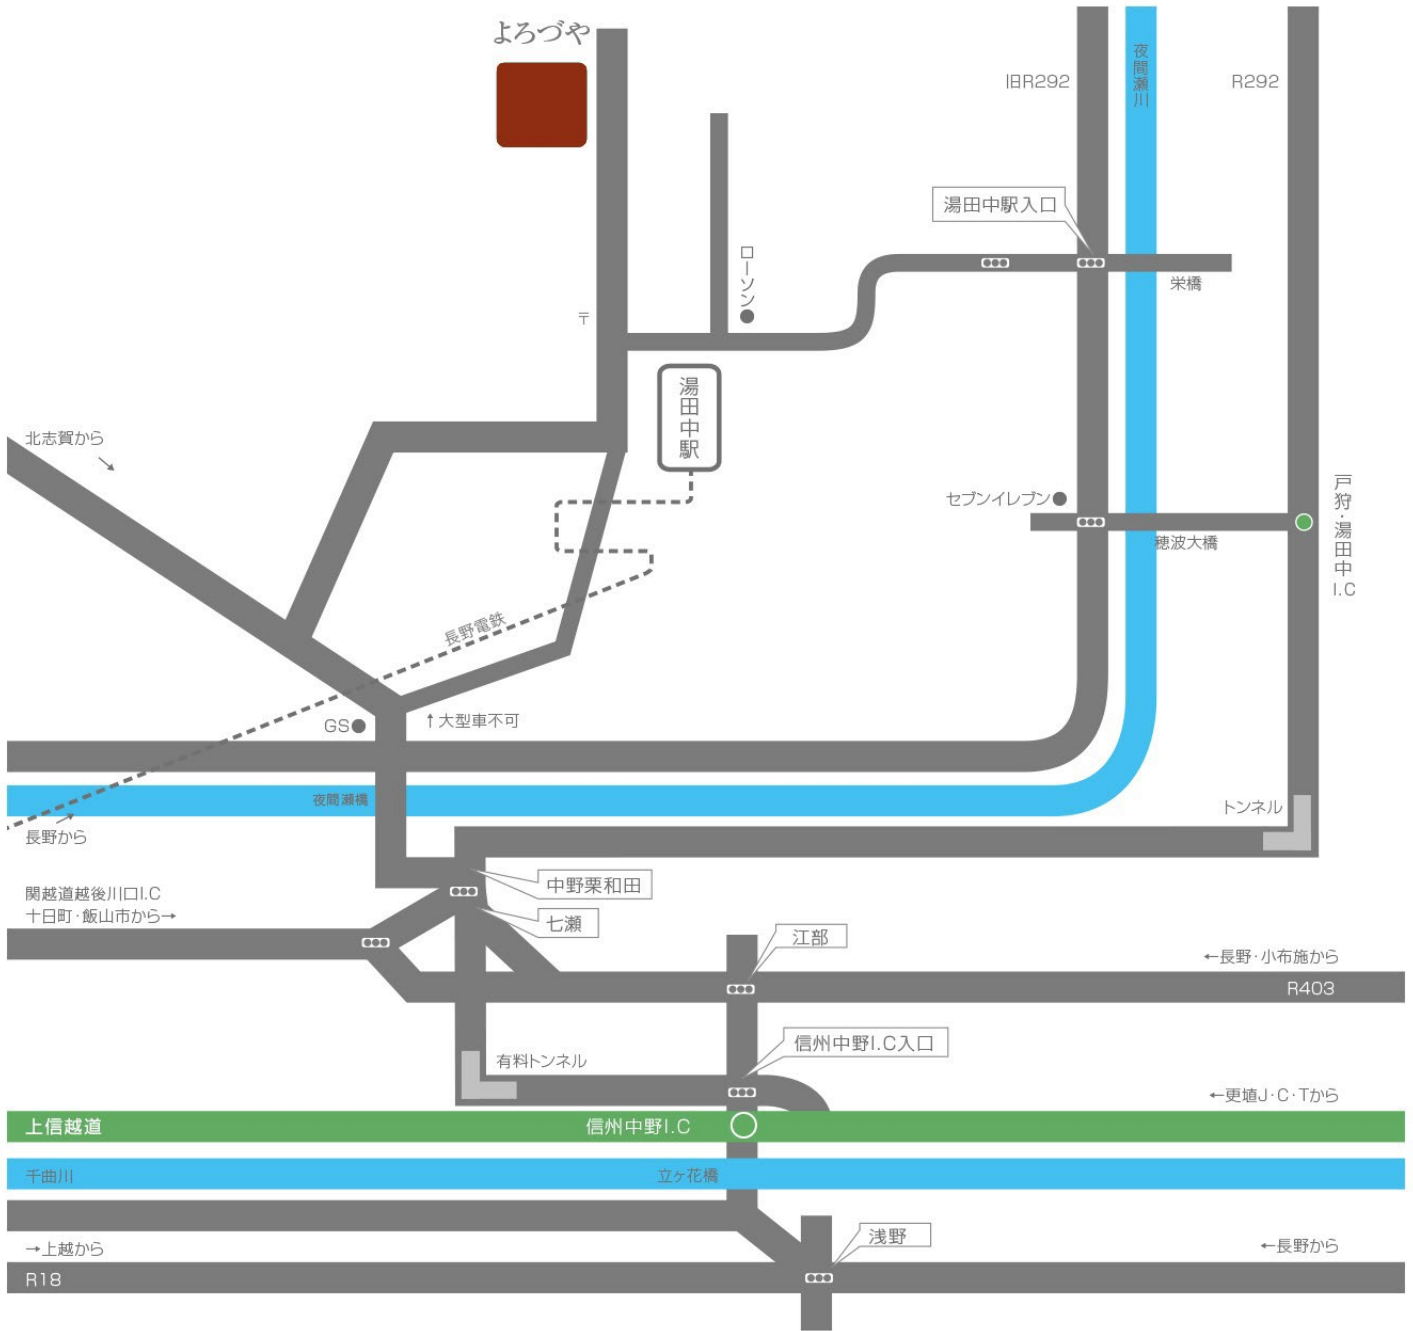 よろづや
旧R292
夜間瀬川
R292
湯田中駅入口
ローソン
栄橋
〒
湯田中駅
北志賀から
↘
セブンイレブン
穂波大橋
戸狩・湯田中I.C
長野電鉄
GS
↑大型車不可
夜間瀬橋
トンネル
長野から
↗
中野栗和田
関越道越後川口I.C
十日町・飯山市から→
七瀬
江部
←長野・小布施から
R403
信州中野I.C入口
有料トンネル
←更埴J・C・Tから
上信越道
信州中野I.C
千曲川
立ヶ花橋
浅野
→上越から
←長野から
R18